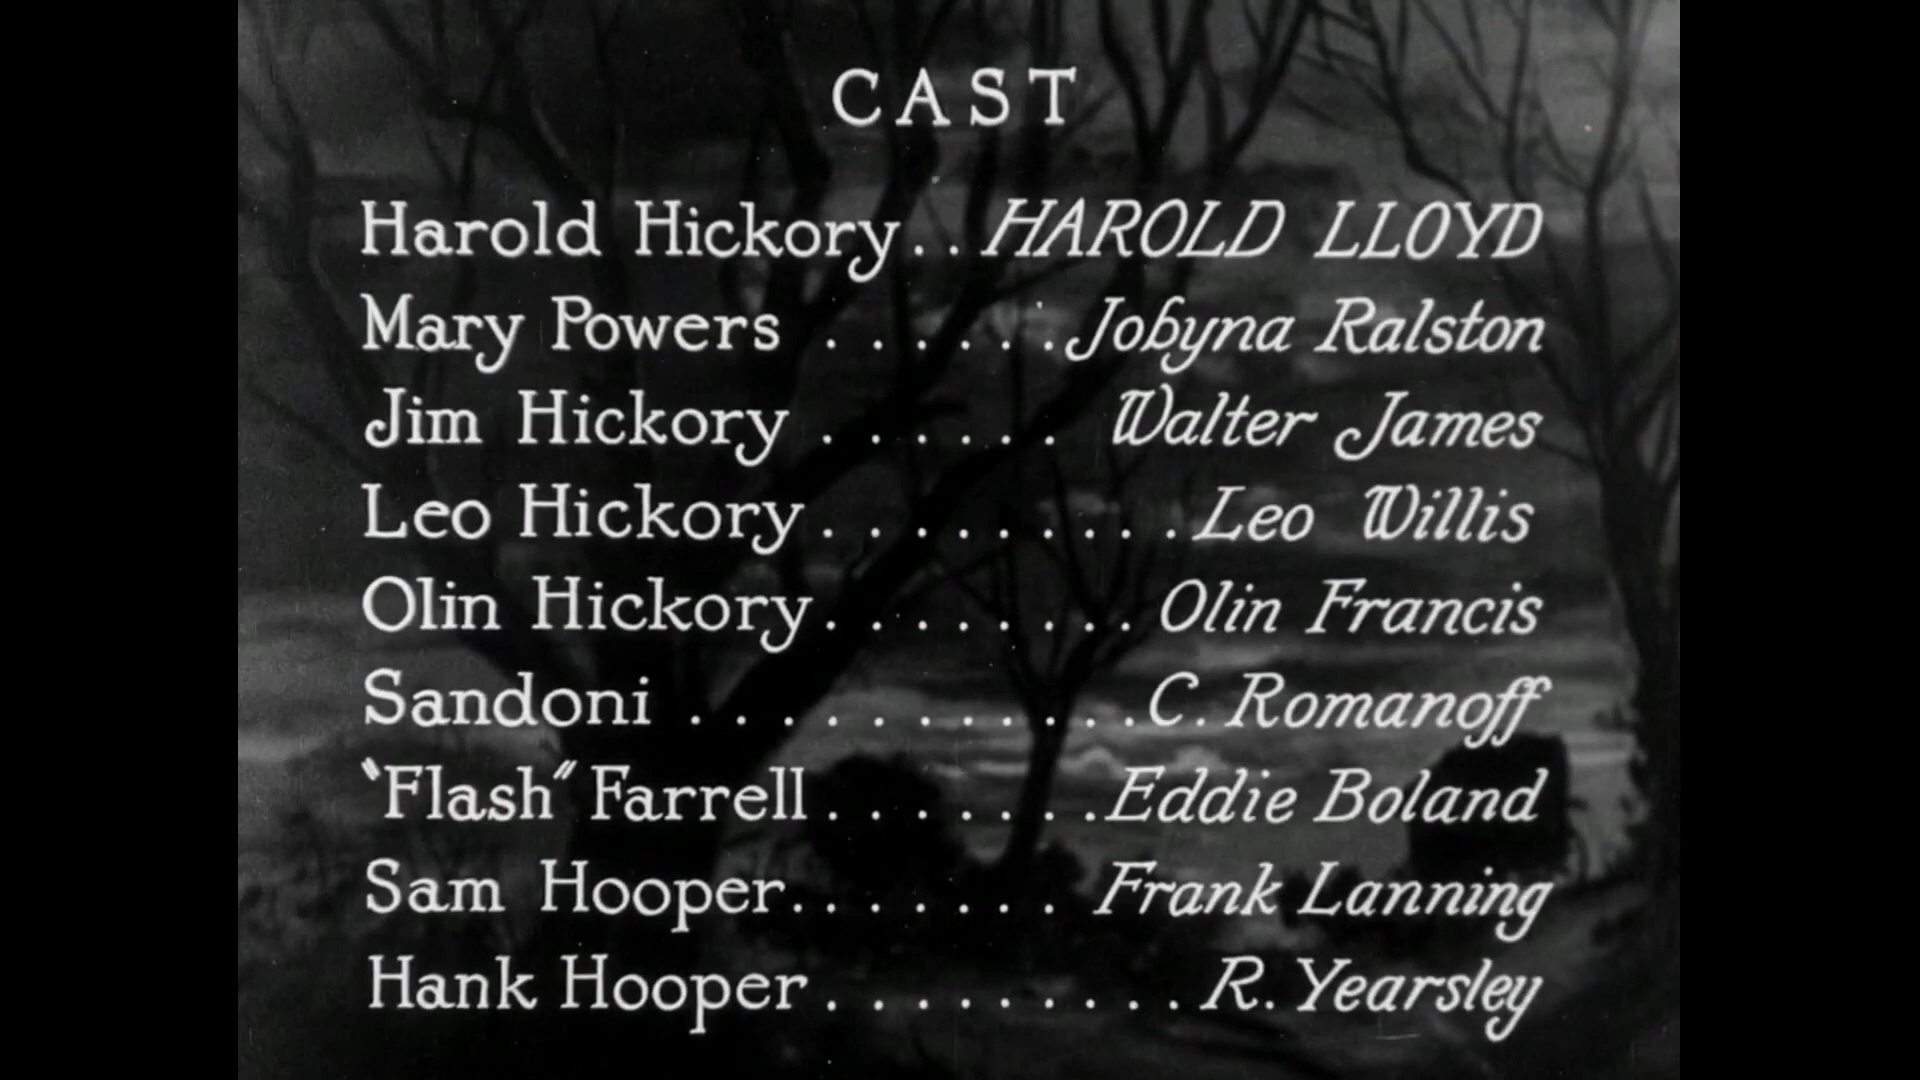 CAST
Harold Hickory.. HAROLD LLOYD
Mary Powers ...... Jobyna Ralston
Jim Hickory ...... Walter James
Leo Hickory ......... Leo Willis
Olin Hickory ........ Olin Francis
Sandoni ........... C. Romanoff
"Flash" Farrell ....... Eddie Boland
Sam Hooper ....... Frank Lanning
Hank Hooper ......... R. Yearsley